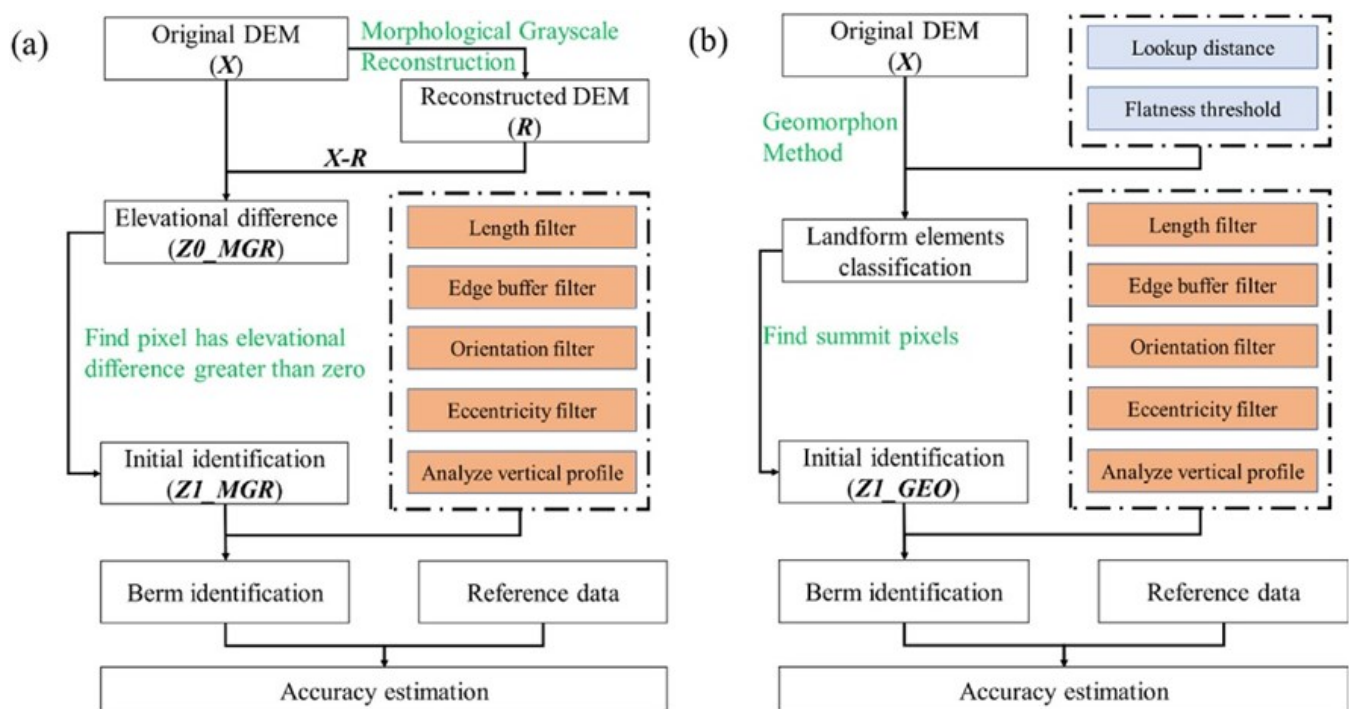 (a)
Original DEM
(X)
Morphological Grayscale
Reconstruction
Reconstructed DEM
(R)
X-R
Elevational difference
(Z0_MGR)
Find pixel has elevational
difference greater than zero
Initial identification
(Z1_MGR)
Length filter
Edge buffer filter
Orientation filter
Eccentricity filter
Analyze vertical profile
Berm identification
Reference data
Accuracy estimation
(b)
Original DEM
(X)
Lookup distance
Flatness threshold
Geomorphon
Method
Landform elements
classification
Find summit pixels
Initial identification
(Z1_GEO)
Length filter
Edge buffer filter
Orientation filter
Eccentricity filter
Analyze vertical profile
Berm identification
Reference data
Accuracy estimation